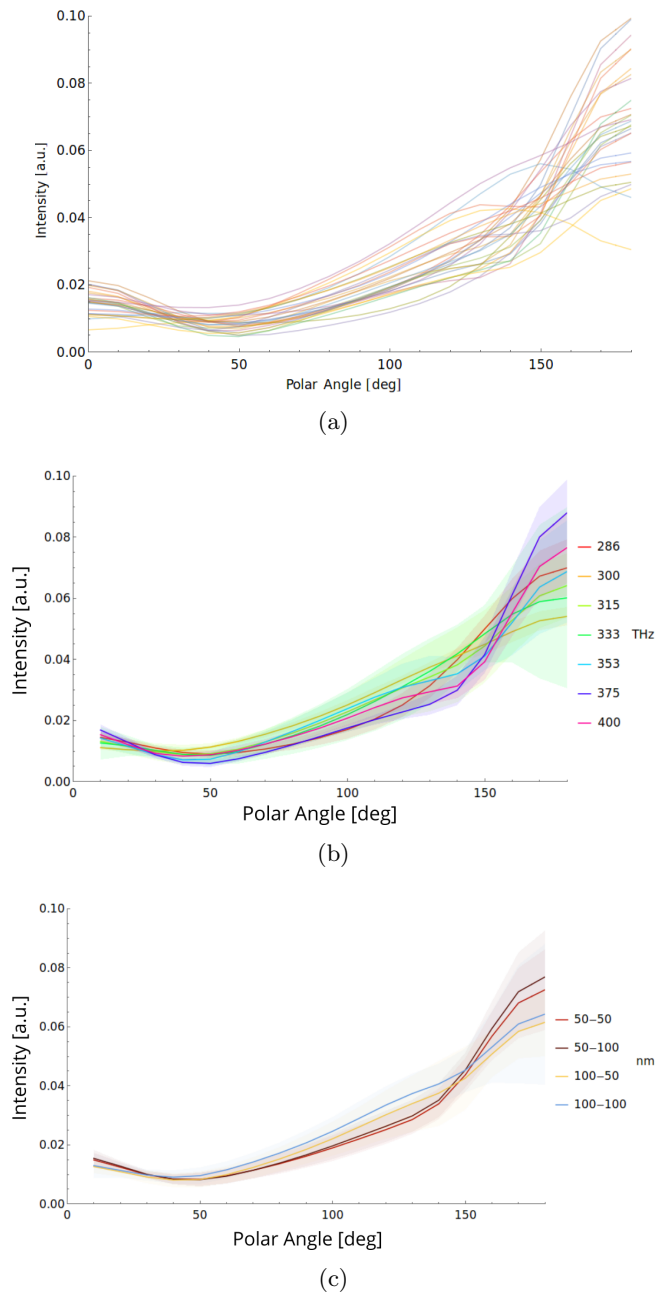 0.10
0.08
0.06
0.04
0.02
0.00
Intensity [a.u.]
0 50 100 150
Polar Angle [deg]
(a)
0.10
0.08
0.06
0.04
0.02
0.00
Intensity [a.u.]
0 50 100 150
Polar Angle [deg]
286
300
315
333 THz
353
375
400
(b)
0.10
0.08
0.06
0.04
0.02
0.00
Intensity [a.u.]
0 50 100 150
Polar Angle [deg]
50–50
50–100
nm
100–50
100–100
(c)